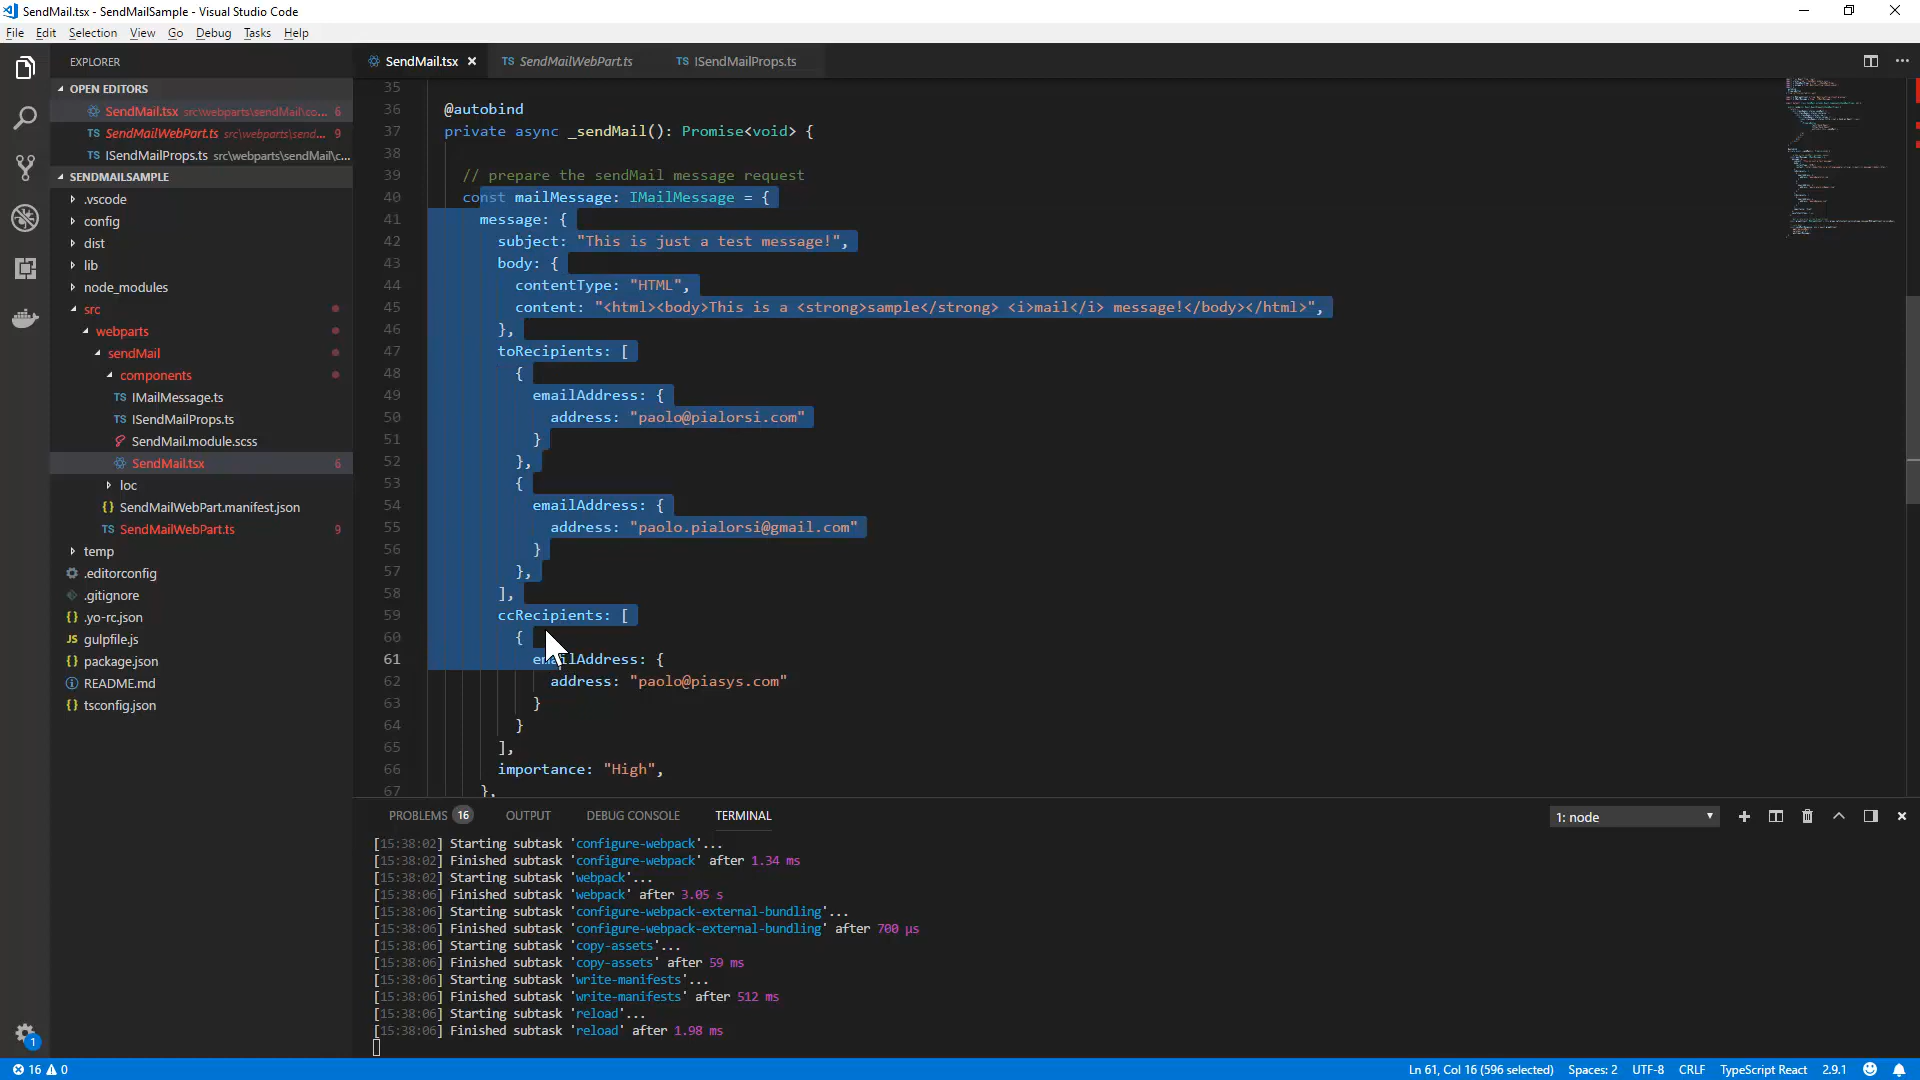 SendMail.tsx - SendMailSample - Visual Studio Code
File Edit Selection View Go Debug Tasks Help
EXPLORER
OPEN EDITORS
SendMail.tsx src\webparts\sendMail\co... 6
TS SendMailWebPart.ts src\webparts\send... 9
TS ISendMailProps.ts src\webparts\sendMail\c...
SENDMAILSAMPLE
.vscode
config
dist
lib
node_modules
src
webparts
sendMail
components
TS IMailMessage.ts
TS ISendMailProps.ts
SendMail.module.scss
SendMail.tsx 6
loc
{} SendMailWebPart.manifest.json
TS SendMailWebPart.ts 9
temp
.editorconfig
.gitignore
{} .yo-rc.json
JS gulpfile.js
{} package.json
README.md
{} tsconfig.json
1
SendMail.tsx TS SendMailWebPart.ts TS ISendMailProps.ts
35
36 @autobind
37 private async _sendMail(): Promise<void> {
38
39 // prepare the sendMail message request
40 const mailMessage: IMailMessage = {
41 message: {
42 subject: "This is just a test message!",
43 body: {
44 contentType: "HTML",
45 content: "<html><body>This is a <strong>sample</strong> <i>mail</i> message!</body></html>",
46 },
47 toRecipients: [
48 {
49 emailAddress: {
50 address: "paolo@pialorsi.com"
51 }
52 },
53 {
54 emailAddress: {
55 address: "paolo.pialorsi@gmail.com"
56 }
57 },
58 ],
59 ccRecipients: [
60 {
61 emailAddress: {
62 address: "paolo@piasys.com"
63 }
64 }
65 ],
66 importance: "High",
67 },
PROBLEMS 16 OUTPUT DEBUG CONSOLE TERMINAL 1: node
[15:38:02] Starting subtask 'configure-webpack'...
[15:38:02] Finished subtask 'configure-webpack' after 1.34 ms
[15:38:02] Starting subtask 'webpack'...
[15:38:06] Finished subtask 'webpack' after 3.05 s
[15:38:06] Starting subtask 'configure-webpack-external-bundling'...
[15:38:06] Finished subtask 'configure-webpack-external-bundling' after 700 μs
[15:38:06] Starting subtask 'copy-assets'...
[15:38:06] Finished subtask 'copy-assets' after 59 ms
[15:38:06] Starting subtask 'write-manifests'...
[15:38:06] Finished subtask 'write-manifests' after 512 ms
[15:38:06] Starting subtask 'reload'...
[15:38:06] Finished subtask 'reload' after 1.98 ms
16 0 Ln 61, Col 16 (596 selected) Spaces: 2 UTF-8 CRLF TypeScript React 2.9.1